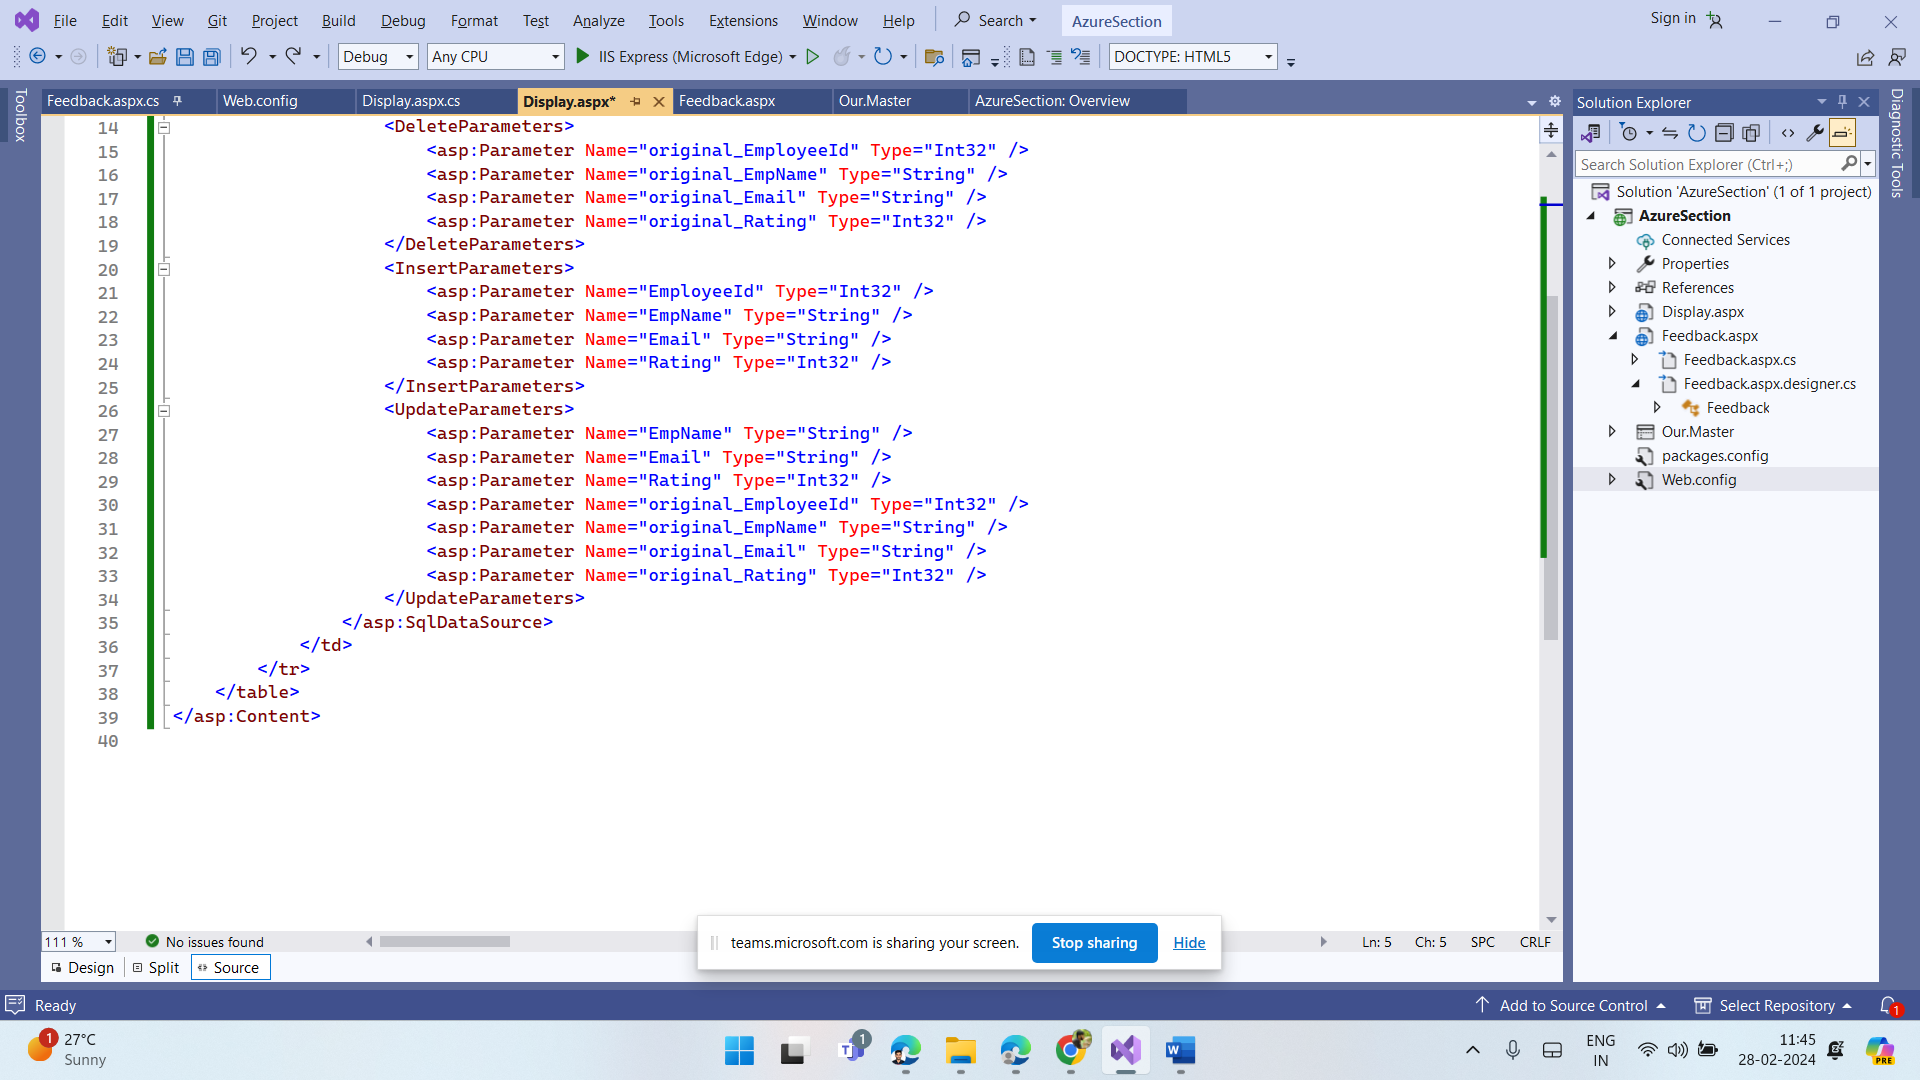 File Edit View Git Project Build Debug Format Test Analyze Tools Extensions Window Help Search AzureSection Sign in
Debug Any CPU IIS Express (Microsoft Edge) DOCTYPE: HTML5
Toolbox
Feedback.aspx.cs Web.config Display.aspx.cs Display.aspx* Feedback.aspx Our.Master AzureSection: Overview
14 <DeleteParameters>
15 <asp:Parameter Name="original_EmployeeId" Type="Int32" />
16 <asp:Parameter Name="original_EmpName" Type="String" />
17 <asp:Parameter Name="original_Email" Type="String" />
18 <asp:Parameter Name="original_Rating" Type="Int32" />
19 </DeleteParameters>
20 <InsertParameters>
21 <asp:Parameter Name="EmployeeId" Type="Int32" />
22 <asp:Parameter Name="EmpName" Type="String" />
23 <asp:Parameter Name="Email" Type="String" />
24 <asp:Parameter Name="Rating" Type="Int32" />
25 </InsertParameters>
26 <UpdateParameters>
27 <asp:Parameter Name="EmpName" Type="String" />
28 <asp:Parameter Name="Email" Type="String" />
29 <asp:Parameter Name="Rating" Type="Int32" />
30 <asp:Parameter Name="original_EmployeeId" Type="Int32" />
31 <asp:Parameter Name="original_EmpName" Type="String" />
32 <asp:Parameter Name="original_Email" Type="String" />
33 <asp:Parameter Name="original_Rating" Type="Int32" />
34 </UpdateParameters>
35 </asp:SqlDataSource>
36 </td>
37 </tr>
38 </table>
39 </asp:Content>
40
111 % No issues found Ln: 5 Ch: 5 SPC CRLF
Design Split Source
teams.microsoft.com is sharing your screen. Stop sharing Hide
Solution Explorer
Search Solution Explorer (Ctrl+;)
Solution 'AzureSection' (1 of 1 project)
AzureSection
Connected Services
Properties
References
Display.aspx
Feedback.aspx
Feedback.aspx.cs
Feedback.aspx.designer.cs
Feedback
Our.Master
packages.config
Web.config
Diagnostic Tools
Ready Add to Source Control Select Repository 1
1 27°C
Sunny
1
W
ENG
IN
11:45
28-02-2024
PRE